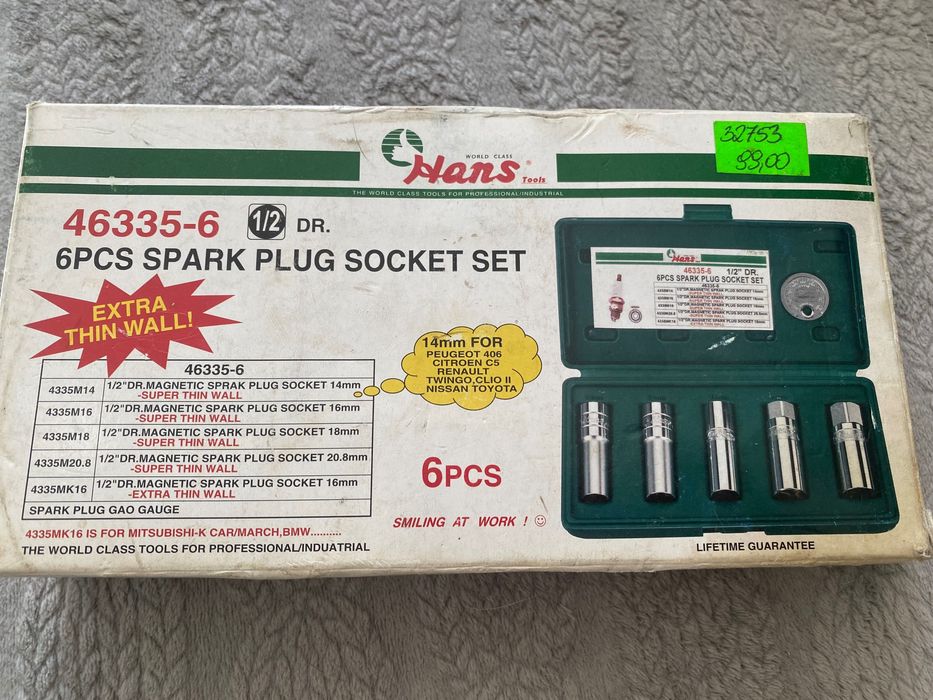 32753
99,00
WORLD CLASS
Hans® Tools
THE WORLD CLASS TOOLS FOR PROFESSIONAL/INDUSTRIAL
46335-6 1/2 DR.
6PCS SPARK PLUG SOCKET SET
EXTRA
THIN WALL!
46335-6
4335M14 1/2"DR.MAGNETIC SPRAK PLUG SOCKET 14mm
-SUPER THIN WALL
4335M16 1/2"DR.MAGNETIC SPARK PLUG SOCKET 16mm
-SUPER THIN WALL
4335M18 1/2"DR.MAGNETIC SPARK PLUG SOCKET 18mm
-SUPER THIN WALL
4335M20.8 1/2"DR.MAGNETIC SPARK PLUG SOCKET 20.8mm
-SUPER THIN WALL
4335MK16 1/2"DR.MAGNETIC SPARK PLUG SOCKET 16mm
-EXTRA THIN WALL
SPARK PLUG GAO GAUGE
4335MK16 IS FOR MITSUBISHI-K CAR/MARCH,BMW..........
THE WORLD CLASS TOOLS FOR PROFESSIONAL/INDUATRIAL
14mm FOR
PEUGEOT 406
CITROEN C5
RENAULT
TWINGO,CLIO II
NISSAN TOYOTA
6PCS
SMILING AT WORK !
Hans
46335-6 1/2" DR.
6PCS SPARK PLUG SOCKET SET
46335-6
LIFETIME GUARANTEE